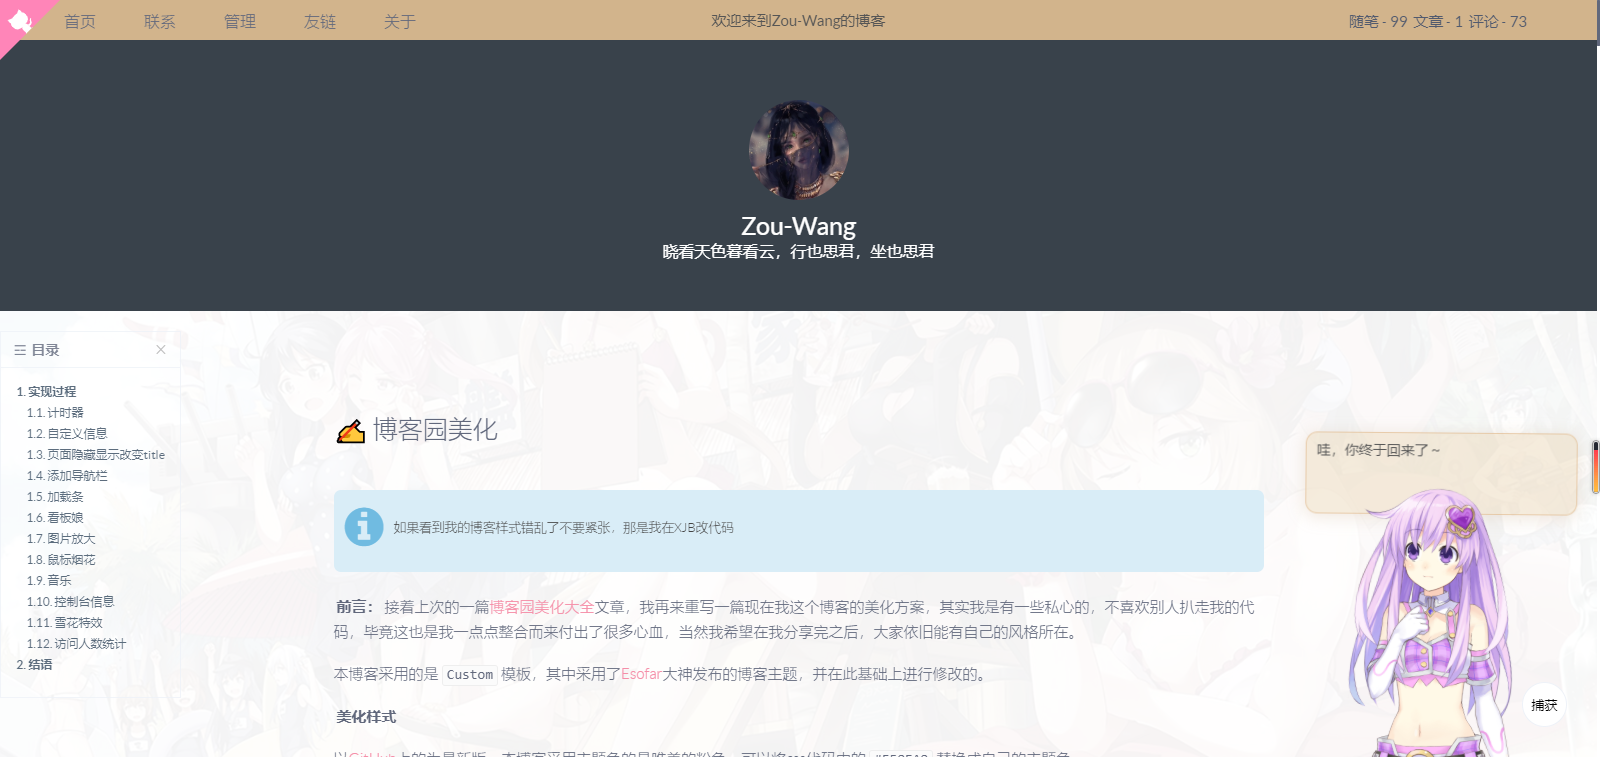 首页 联系 管理 友链 关于 欢迎来到Zou-Wang的博客 随笔 - 99 文章 - 1 评论 - 73
Zou-Wang
晓看天色暮看云，行也思君，坐也思君
☰ 目录 ×
1. 实现过程
1.1. 计时器
1.2. 自定义信息
1.3. 页面隐藏显示改变title
1.4. 添加导航栏
1.5. 加载条
1.6. 看板娘
1.7. 图片放大
1.8. 鼠标烟花
1.9. 音乐
1.10. 控制台信息
1.11. 雪花特效
1.12. 访问人数统计
2. 结语
博客园美化
如果看到我的博客样式错乱了不要紧张，那是我在XJB改代码
前言： 接着上次的一篇博客园美化大全文章，我再来重写一篇现在我这个博客的美化方案，其实我是有一些私心的，不喜欢别人扒走我的代
码，毕竟这也是我一点点整合而来付出了很多心血，当然我希望在我分享完之后，大家依旧能有自己的风格所在。
本博客采用的是 Custom 模板，其中采用了Esofar大神发布的博客主题，并在此基础上进行修改的。
美化样式
哇，你终于回来了～
捕获